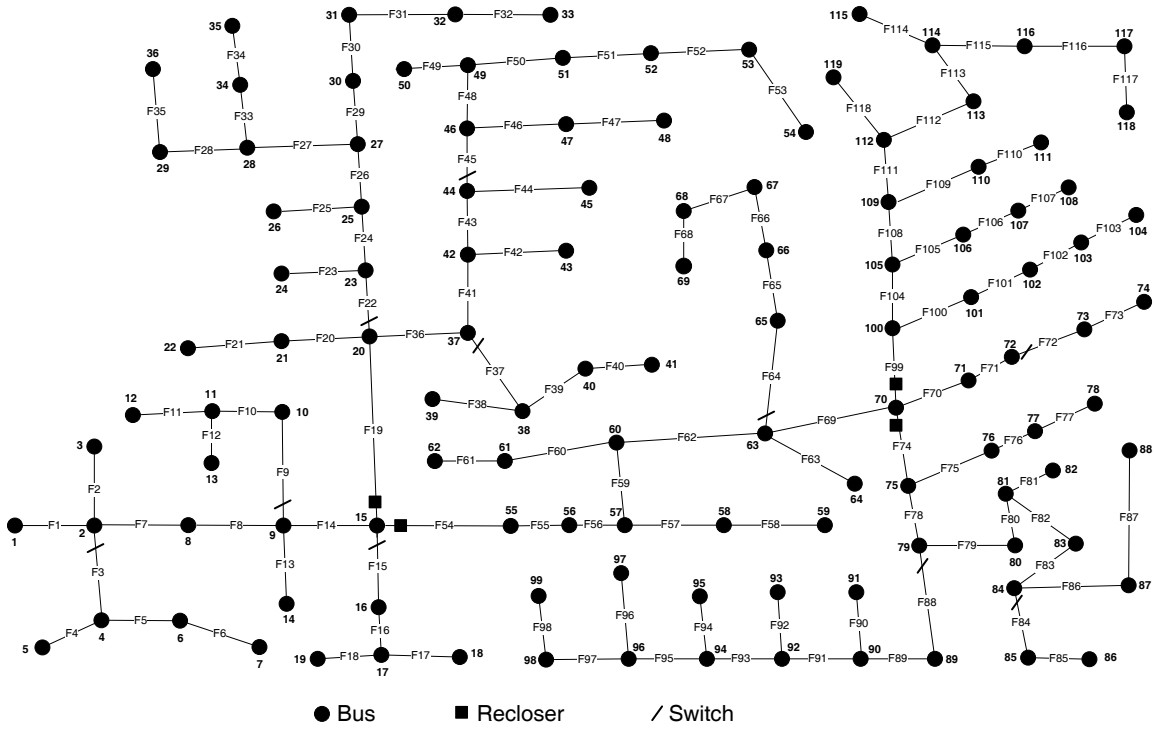 31 F31 32 F32 33 115 F114 114 F115 116 F116 117
35 F34 36 34 F30 30 F33 F35 F29
50 F49 49 F50 51 F51 52 F52 53 F53 54
119 F118 F113 113 F112 112 F117 118
29 F28 28 F27 27 F26
F48 46 F46 47 F47 48 F45
F111 109 F109 110 F110 111
26 F25 25 F24 44 F44 45 F43
68 F67 67 F66 F68 69 66 F65 65 F64
F108 105 F105 106 F106 107 F107 108
24 F23 23 F22 42 F42 43 F41
F104 100 F100 101 F101 102 F102 103 F103 104
22 F21 21 F20 20 F36 37 F37
F99 70 F70 71 F71 72 F72 73 F73 74
12 F11 11 F10 10 F12 13 F9 F19
39 F38 38 F39 40 F40 41
62 F61 61 F60 60 F62 63 F69 F63 64 F59
F74 75 F75 76 F76 77 F77 78
3 F2
81 F81 82 F80 F82 83 88 F87
1 F1 2 F7 8 F8 9 F14 15 F54 55 F55 56 F56 57 F57 58 F58 59
F78 79 F79 80
F3 F13 14 F15 16 F83 84 F86 87
5 F4 4 F5 6 F6 7
F16 19 F18 17 F17 18
99 F98 97 F96 95 F94 93 F92 91 F90 F88 F84
98 F97 96 F95 94 F93 92 F91 90 F89 89 85 F85 86
Bus Recloser Switch